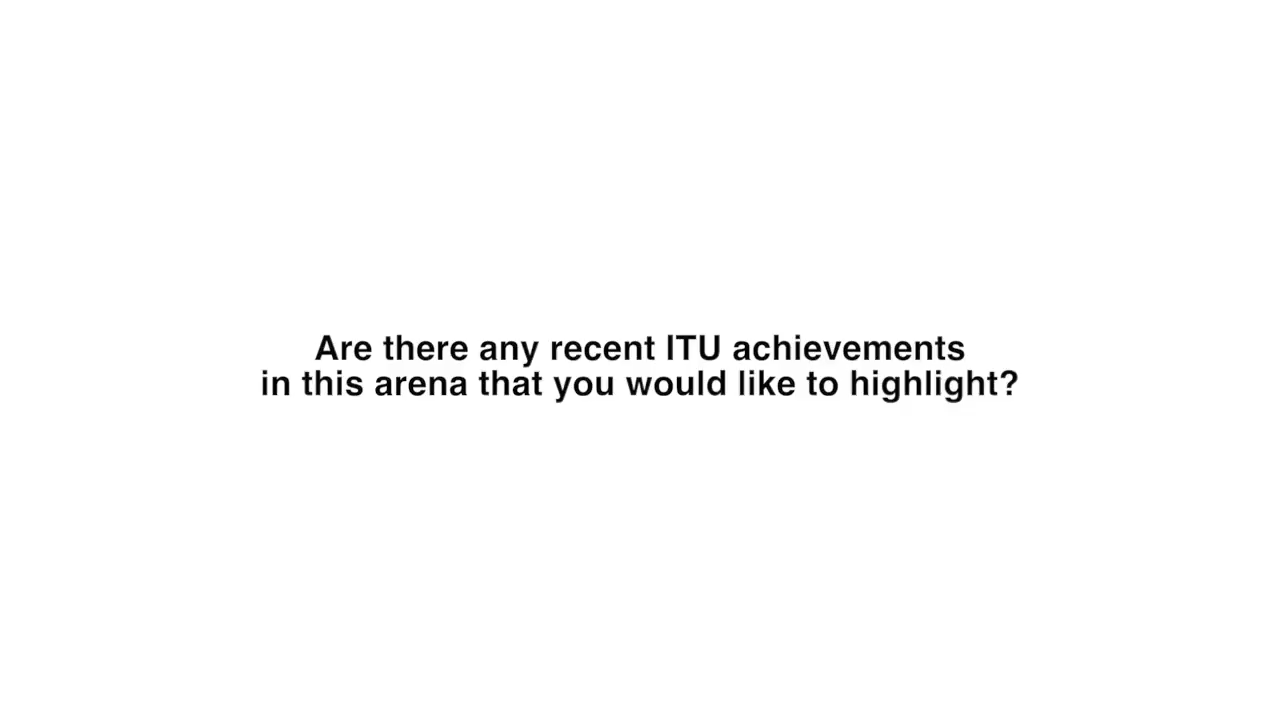 Are there any recent ITU achievements
in this arena that you would like to highlight?